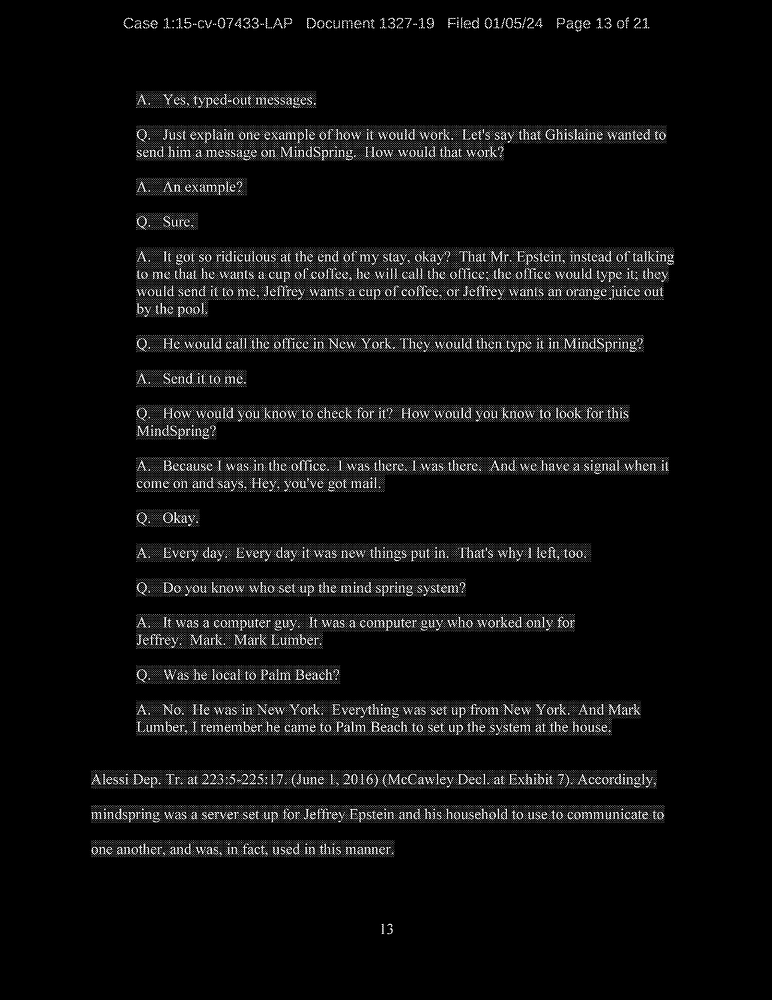 Case 1:15-cv-07433-LAP Document 1327-19 Filed 01/05/24 Page 13 of 21
A. Yes, typed-out messages.
Q. Just explain one example of how it would work. Let's say that Ghislaine wanted to
send him a message on MindSpring. How would that work?
A. An example?
Q. Sure.
A. It got so ridiculous at the end of my stay, okay? That Mr. Epstein, instead of talking
to me that he wants a cup of coffee, he will call the office; the office would type it; they
would send it to me, Jeffrey wants a cup of coffee, or Jeffrey wants an orange juice out
by the pool.
Q. He would call the office in New York. They would then type it in MindSpring?
A. Send it to me.
Q. How would you know to check for it? How would you know to look for this
MindSpring?
A. Because I was in the office. I was there. I was there. And we have a signal when it
come on and says, Hey, you've got mail.
Q. Okay.
A. Every day. Every day it was new things put in. That's why I left, too.
Q. Do you know who set up the mind spring system?
A. It was a computer guy. It was a computer guy who worked only for
Jeffrey. Mark. Mark Lumber.
Q. Was he local to Palm Beach?
A. No. He was in New York. Everything was set up from New York. And Mark
Lumber, I remember he came to Palm Beach to set up the system at the house.
Alessi Dep. Tr. at 223:5-225:17. (June 1, 2016) (McCawley Decl. at Exhibit 7). Accordingly,
mindspring was a server set up for Jeffrey Epstein and his household to use to communicate to
one another, and was, in fact, used in this manner.
13